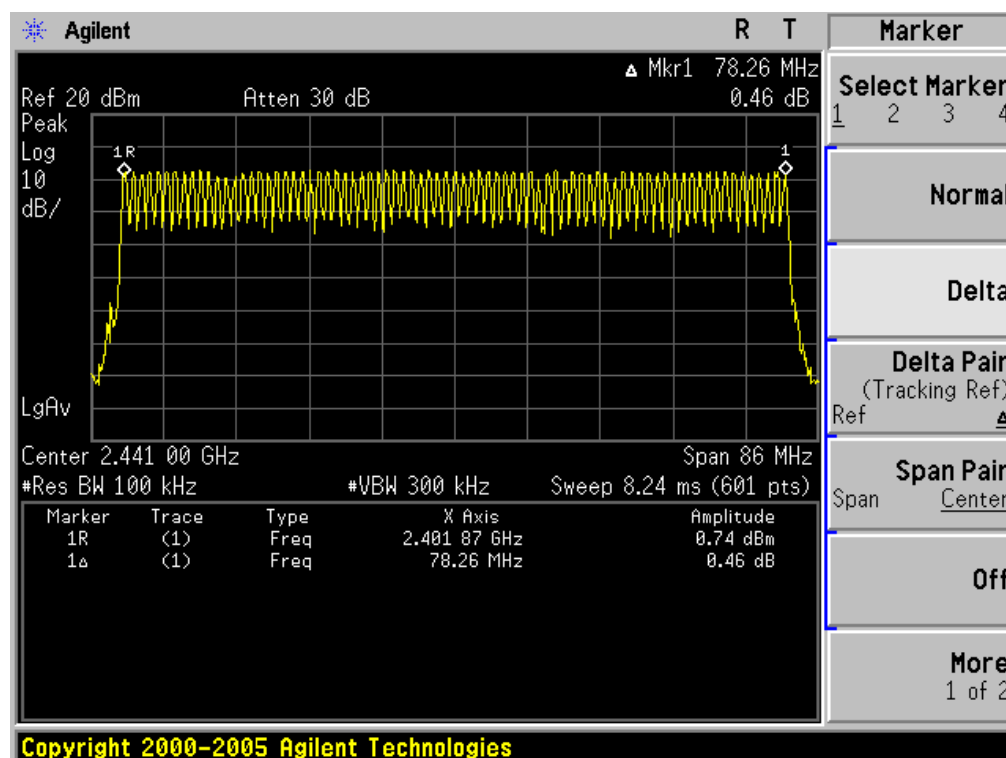 Agilent R T
Marker
Δ Mkr1 78.26 MHz
Ref 20 dBm Atten 30 dB 0.46 dB
Peak
Log
10
dB/
1R 1
LgAv
Center 2.441 00 GHz Span 86 MHz
#Res BW 100 kHz #VBW 300 kHz Sweep 8.24 ms (601 pts)
Marker Trace Type X Axis Amplitude
1R (1) Freq 2.401 87 GHz 0.74 dBm
1Δ (1) Freq 78.26 MHz 0.46 dB
Select Marker
1 2 3 4
Normal
Delta
Delta Pair
(Tracking Ref)
Ref Δ
Span Pair
Span Center
Off
More
1 of 2
Copyright 2000-2005 Agilent Technologies